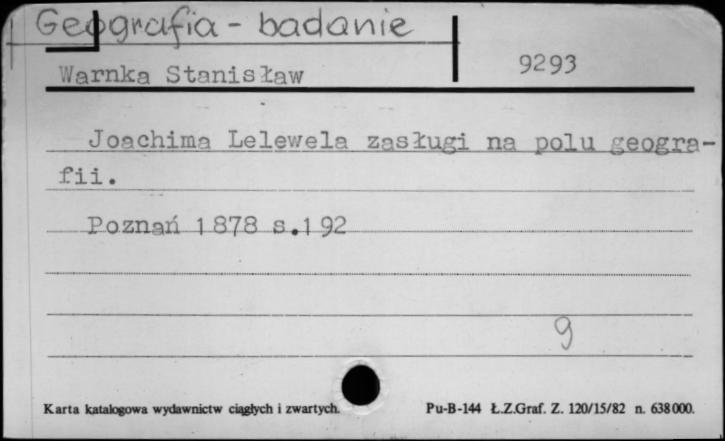 Geografia - badanie
Warnka Stanisław 9293
Joachima Lelewela zasługi na polu geogra-
fii.
Poznań 1878 s.192
g
Karta katalogowa wydawnictw ciągłych i zwartych. Pu-B-144 Ł.Z.Graf. Z. 120/15/82 n. 638000.